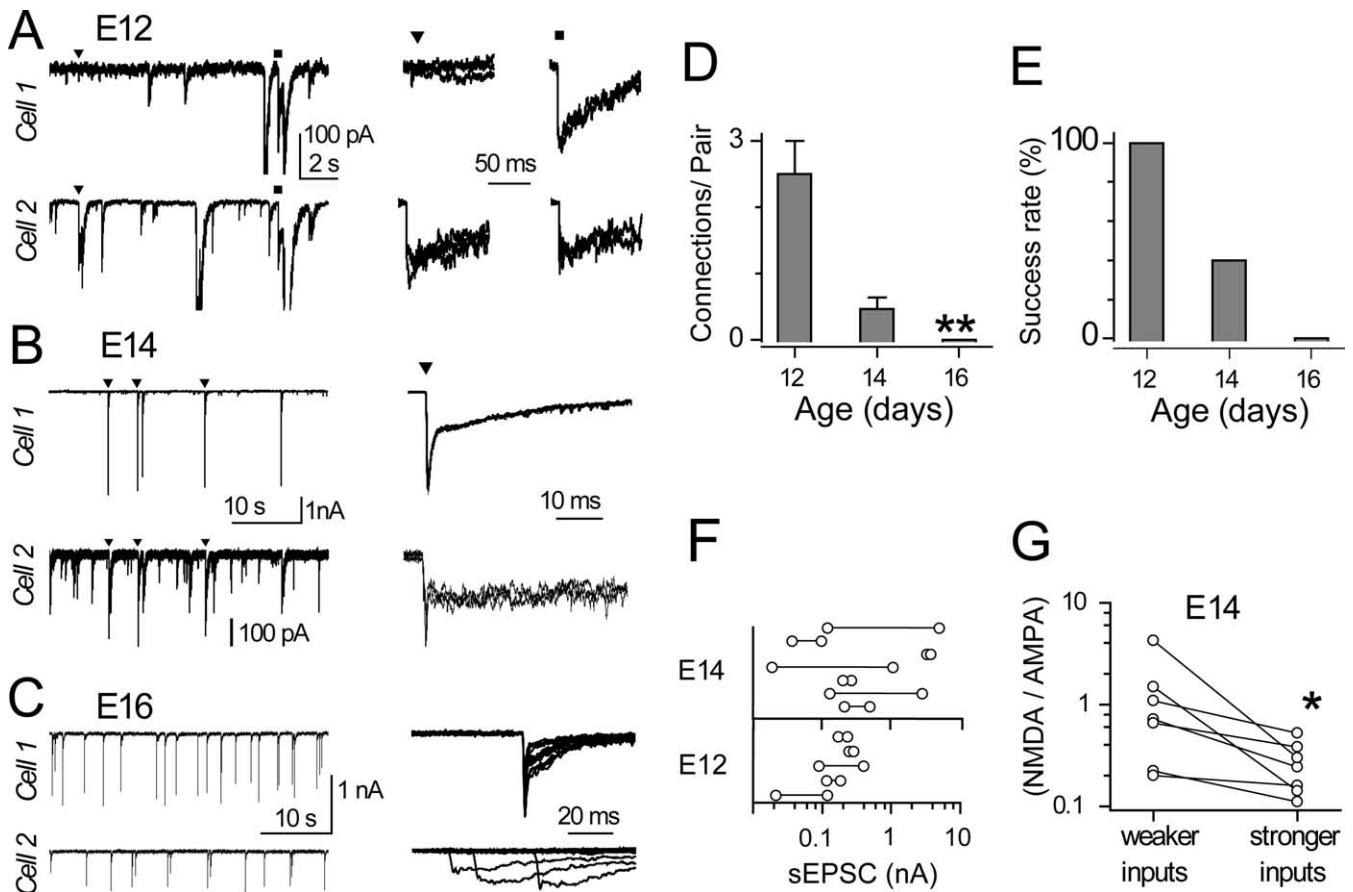 A
E12
Cell 1
100 pA
2 s
50 ms
Cell 2
B
E14
Cell 1
10 s
1nA
10 ms
Cell 2
100 pA
C
E16
Cell 1
1 nA
10 s
20 ms
Cell 2
D
Connections/ Pair
3
0
**
12 14 16
Age (days)
E
Success rate (%)
100
0
12 14 16
Age (days)
F
E14
E12
0.1 1 10
sEPSC (nA)
G
E14
(NMDA / AMPA)
10
1
0.1
*
weaker inputs
stronger inputs